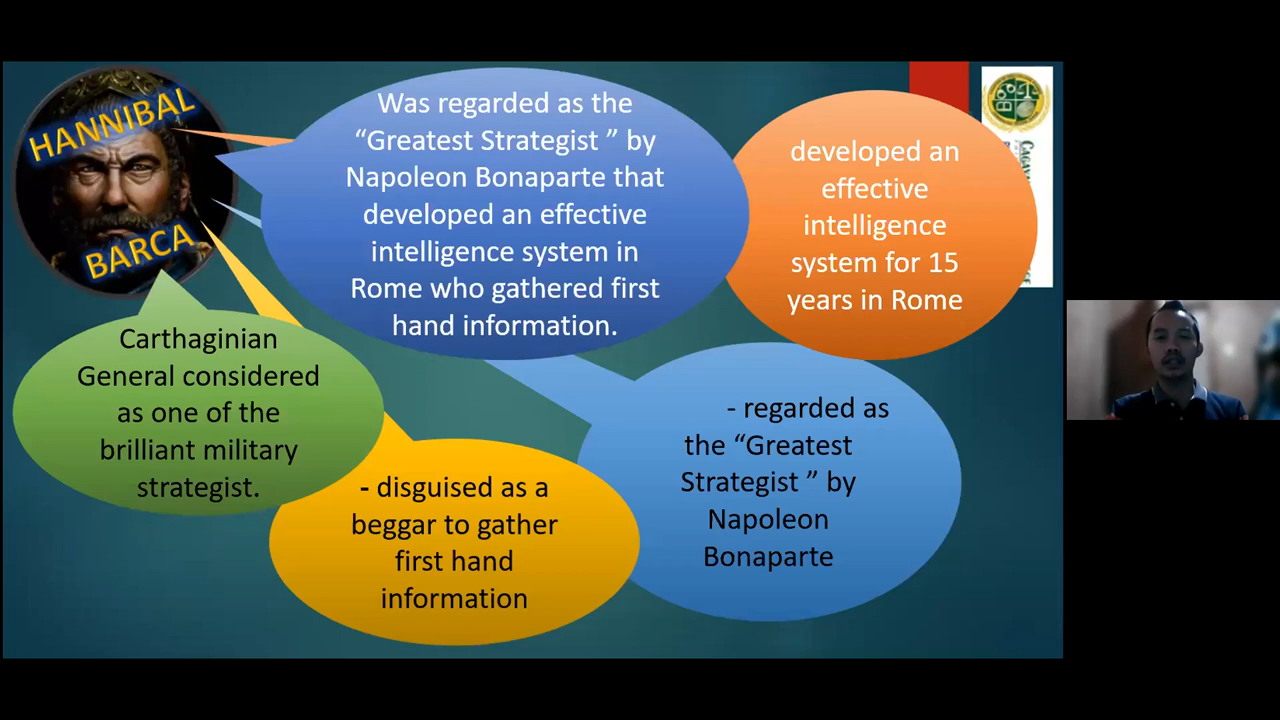 HANNIBAL
BARCA
Was regarded as the
“Greatest Strategist ” by
Napoleon Bonaparte that
developed an effective
intelligence system in
Rome who gathered first
hand information.
developed an
effective
intelligence
system for 15
years in Rome
Carthaginian
General considered
as one of the
brilliant military
strategist.
- disguised as a
beggar to gather
first hand
information
- regarded as
the “Greatest
Strategist ” by
Napoleon
Bonaparte